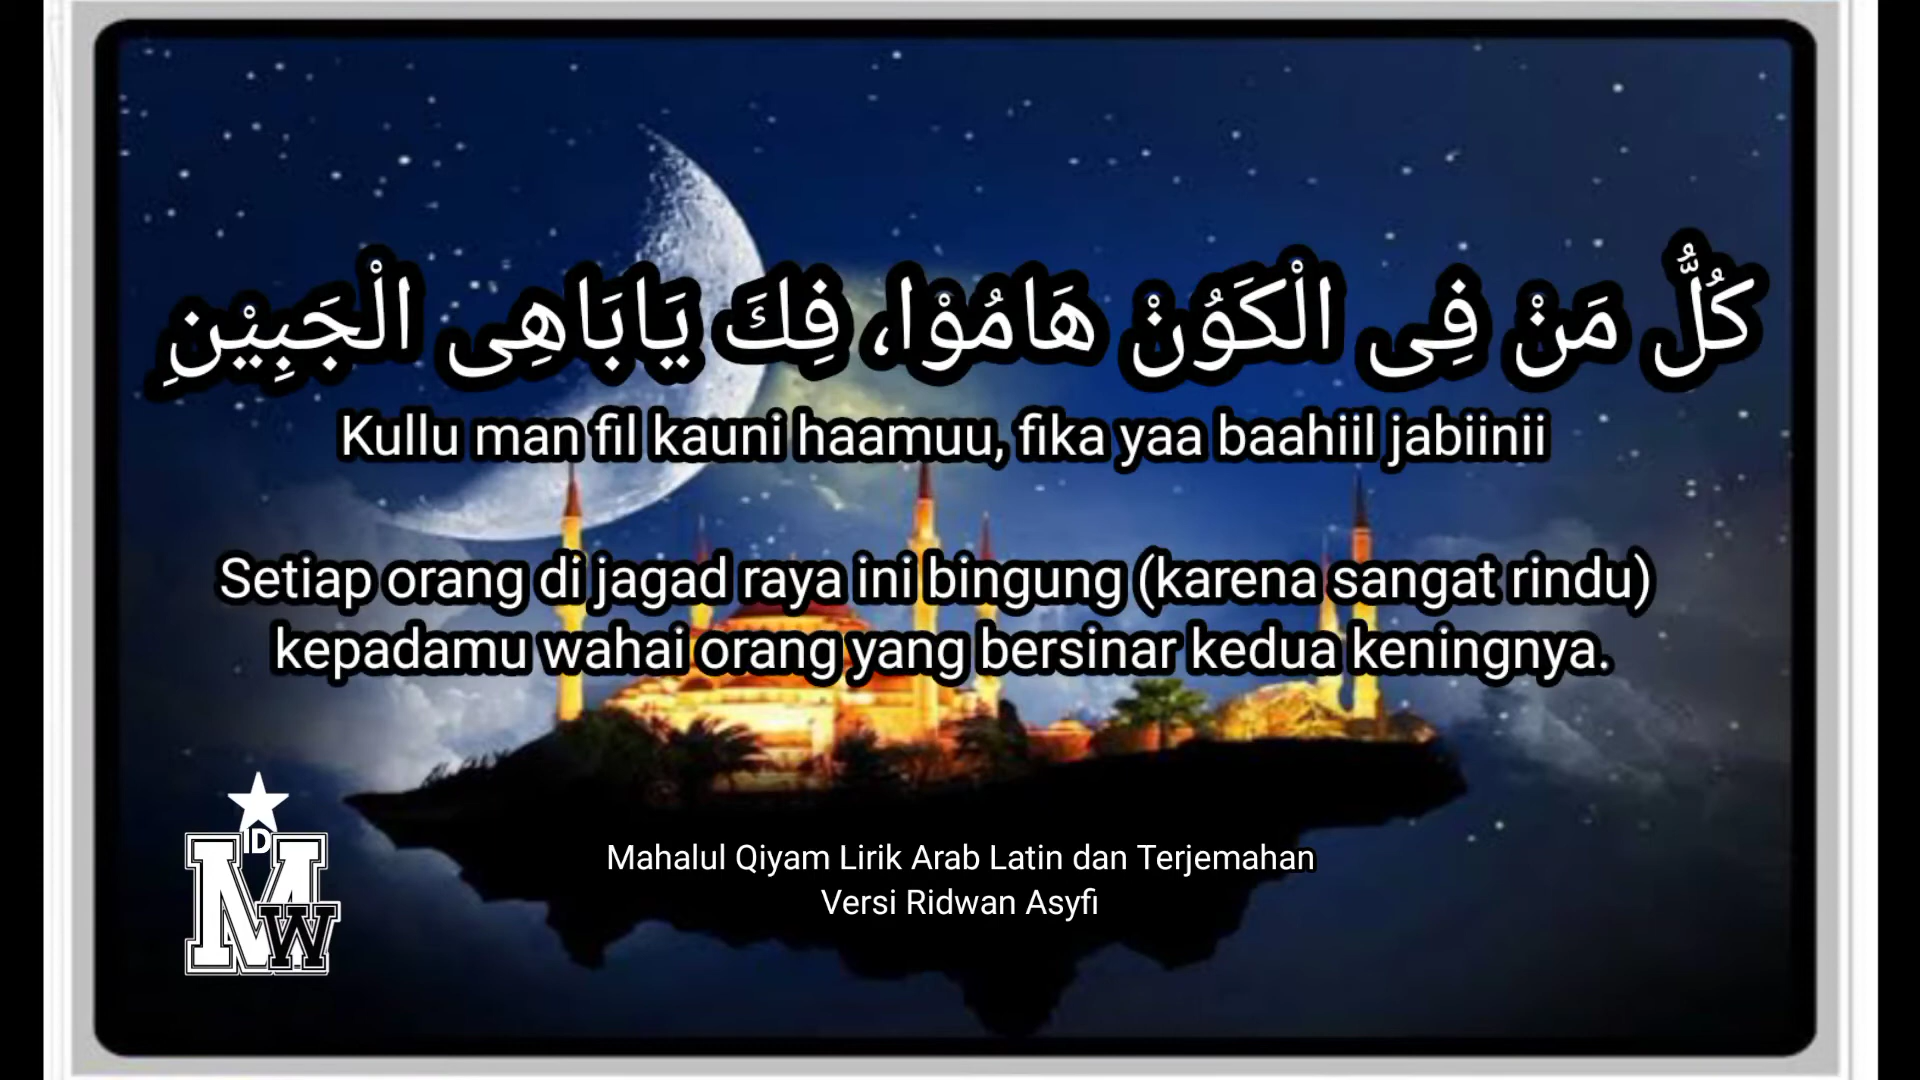 كُلُّ مَنْ فِى الْكَوُنْ هَامُوْا، فِكَ يَابَاهِى الْجَبِيْنِ
Kullu man fil kauni haamuu, fika yaa baahiil jabiinii
Setiap orang di jagad raya ini bingung (karena sangat rindu)
kepadamu wahai orang yang bersinar kedua keningnya.
ID
MW
Mahalul Qiyam Lirik Arab Latin dan Terjemahan
Versi Ridwan Asyfi